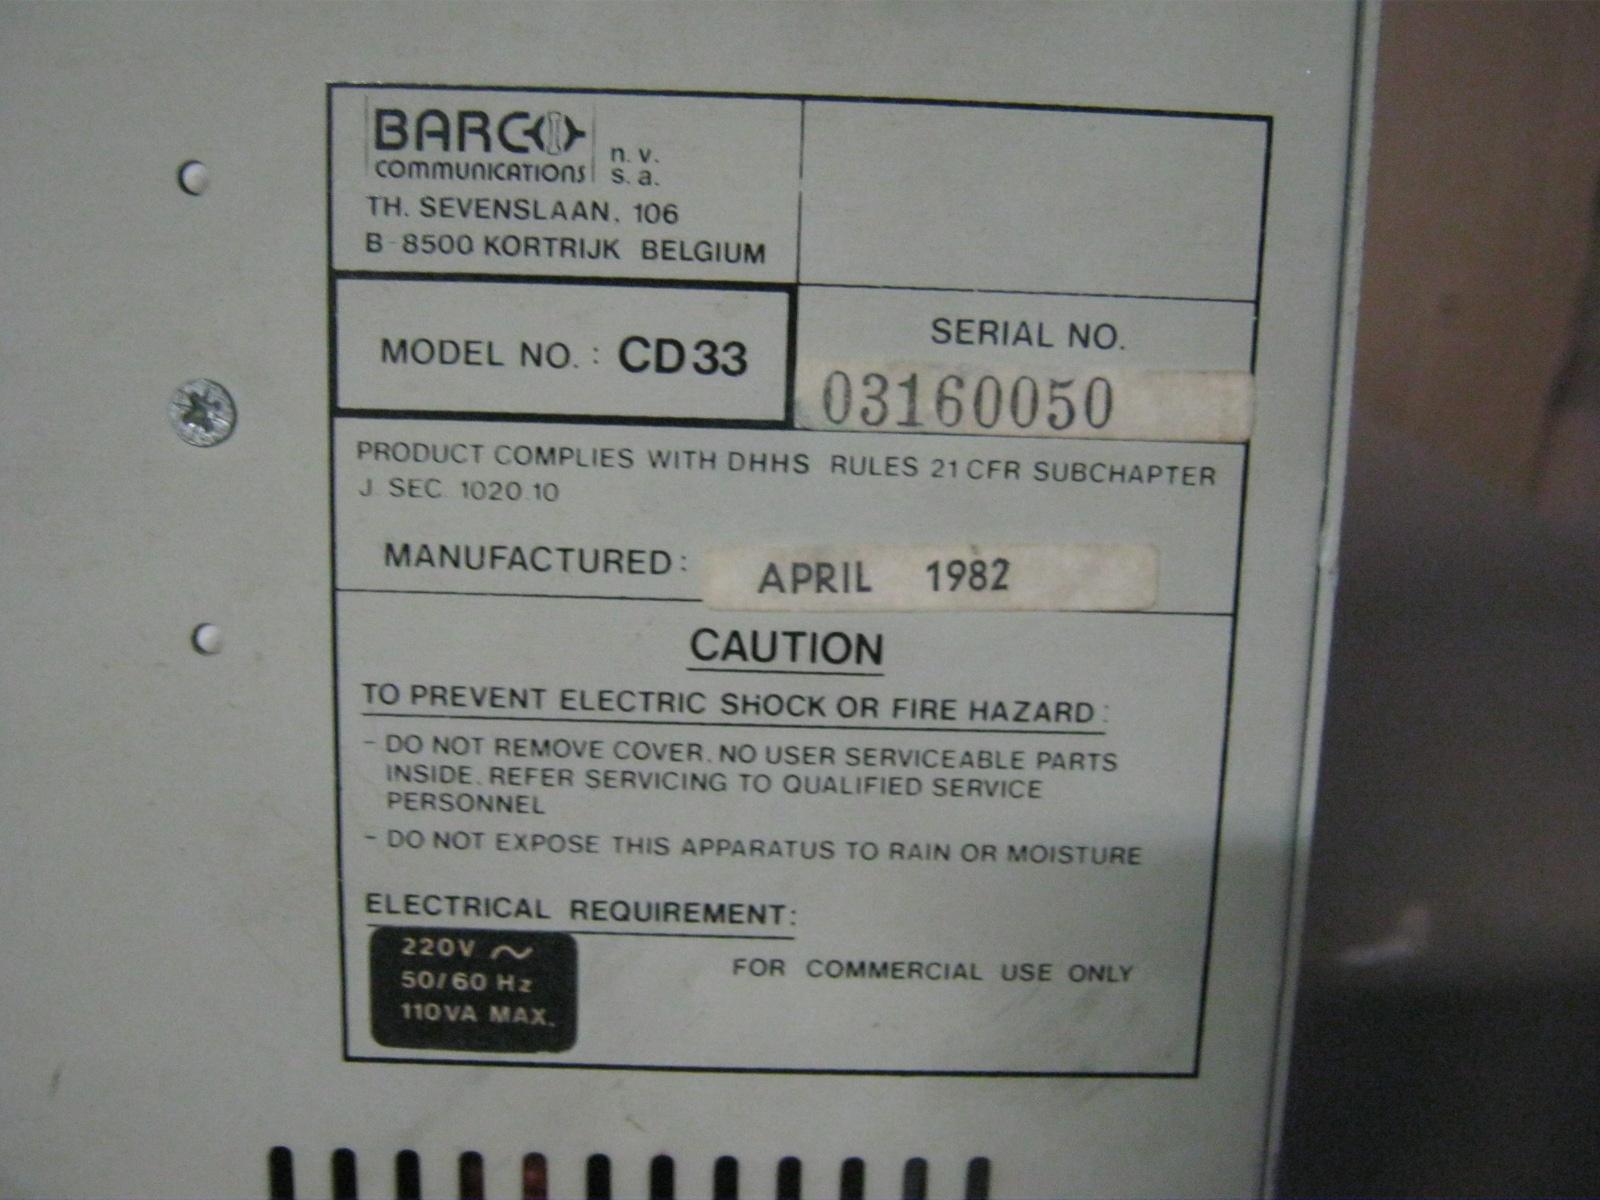 BARCO
COMMUNICATIONS
n. v.
s. a.
TH. SEVENSLAAN, 106
B-8500 KORTRIJK BELGIUM
MODEL NO. : CD33
SERIAL NO.
03160050
PRODUCT COMPLIES WITH DHHS RULES 21 CFR SUBCHAPTER
J. SEC. 1020.10
MANUFACTURED: APRIL 1982
CAUTION
TO PREVENT ELECTRIC SHOCK OR FIRE HAZARD:
- DO NOT REMOVE COVER. NO USER SERVICEABLE PARTS
INSIDE. REFER SERVICING TO QUALIFIED SERVICE
PERSONNEL
- DO NOT EXPOSE THIS APPARATUS TO RAIN OR MOISTURE
ELECTRICAL REQUIREMENT:
220V ~
50/60 Hz
110VA MAX.
FOR COMMERCIAL USE ONLY